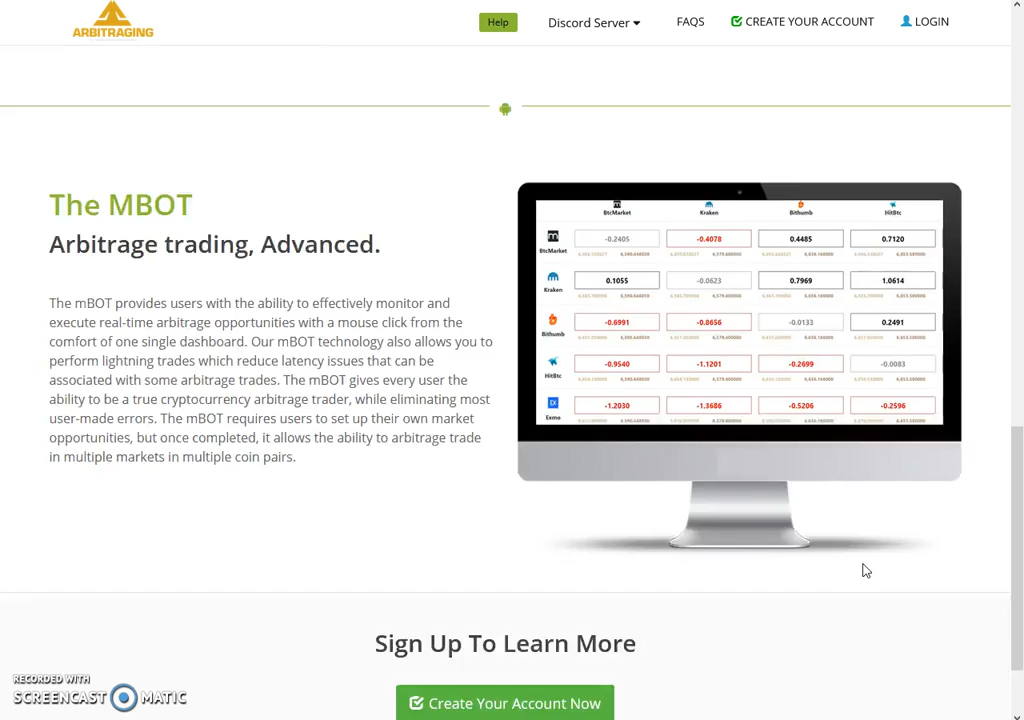 ARBITRAGING
Help
Discord Server
FAQS
CREATE YOUR ACCOUNT
LOGIN
The MBOT
Arbitrage trading, Advanced.
The mBOT provides users with the ability to effectively monitor and
execute real-time arbitrage opportunities with a mouse click from the
comfort of one single dashboard. Our mBOT technology also allows you to
perform lightning trades which reduce latency issues that can be
associated with some arbitrage trades. The mBOT gives every user the
ability to be a true cryptocurrency arbitrage trader, while eliminating most
user-made errors. The mBOT requires users to set up their own market
opportunities, but once completed, it allows the ability to arbitrage trade
in multiple markets in multiple coin pairs.
BtcMarket Kraken Bithumb HitBtc
BtcMarket -0.2405 -0.4078 0.4485 0.7120
Kraken 0.1055 -0.0623 0.7969 1.0614
Bithumb -0.6991 -0.8656 -0.0133 0.2491
HitBtc -0.9540 -1.1201 -0.2699 -0.0083
Exmo -1.2030 -1.3686 -0.5206 -0.2596
Sign Up To Learn More
Create Your Account Now
RECORDED WITH
SCREENCAST MATIC